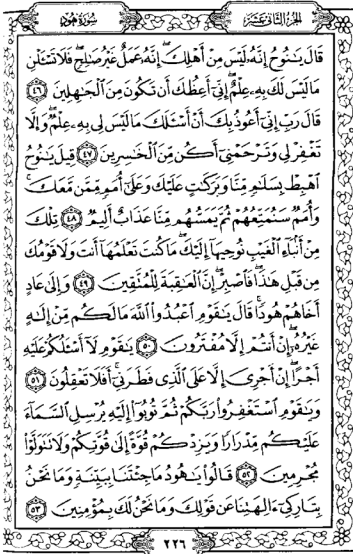 الجزء الثاني عشر
سورة هود
قَالَ يَٰنُوحُ إِنَّهُۥ لَيْسَ مِنْ أَهْلِكَ ۖ إِنَّهُۥ عَمَلٌ غَيْرُ صَٰلِحٍ ۖ فَلَا تَسْـَٔلْنِ
مَا لَيْسَ لَكَ بِهِۦ عِلْمٌ ۖ إِنِّىٓ أَعِظُكَ أَن تَكُونَ مِنَ ٱلْجَٰهِلِينَ ٤٦
قَالَ رَبِّ إِنِّىٓ أَعُوذُ بِكَ أَنْ أَسْـَٔلَكَ مَا لَيْسَ لِى بِهِۦ عِلْمٌ ۖ وَإِلَّا
تَغْفِرْ لِى وَتَرْحَمْنِىٓ أَكُن مِّنَ ٱلْخَٰسِرِينَ ٤٧ قِيلَ يَٰنُوحُ
ٱهْبِطْ بِسَلَٰمٍ مِّنَّا وَبَرَكَٰتٍ عَلَيْكَ وَعَلَىٰٓ أُمَمٍ مِّمَّن مَّعَكَ ۚ
وَأُمَمٌ سَنُمَتِّعُهُمْ ثُمَّ يَمَسُّهُم مِّنَّا عَذَابٌ أَلِيمٌ ٤٨ تِلْكَ
مِنْ أَنۢبَآءِ ٱلْغَيْبِ نُوحِيهَآ إِلَيْكَ ۖ مَا كُنتَ تَعْلَمُهَآ أَنتَ وَلَا قَوْمُكَ
مِن قَبْلِ هَٰذَا ۖ فَٱصْبِرْ ۖ إِنَّ ٱلْعَٰقِبَةَ لِلْمُتَّقِينَ ٤٩ وَإِلَىٰ عَادٍ
أَخَاهُمْ هُودًا ۚ قَالَ يَٰقَوْمِ ٱعْبُدُوا۟ ٱللَّهَ مَا لَكُم مِّنْ إِلَٰهٍ
غَيْرُهُۥٓ ۖ إِنْ أَنتُمْ إِلَّا مُفْتَرُونَ ٥٠ يَٰقَوْمِ لَآ أَسْـَٔلُكُمْ عَلَيْهِ
أَجْرًا ۖ إِنْ أَجْرِىَ إِلَّا عَلَى ٱلَّذِى فَطَرَنِىٓ ۚ أَفَلَا تَعْقِلُونَ ٥١
وَيَٰقَوْمِ ٱسْتَغْفِرُوا۟ رَبَّكُمْ ثُمَّ تُوبُوٓا۟ إِلَيْهِ يُرْسِلِ ٱلسَّمَآءَ
عَلَيْكُم مِّدْرَارًا وَيَزِدْكُمْ قُوَّةً إِلَىٰ قُوَّتِكُمْ وَلَا تَتَوَلَّوْا۟
مُجْرِمِينَ ٥٢ قَالُوا۟ يَٰهُودُ مَا جِئْتَنَا بِبَيِّنَةٍ وَمَا نَحْنُ
بِتَارِكِىٓ ءَالِهَتِنَا عَن قَوْلِكَ وَمَا نَحْنُ لَكَ بِمُؤْمِنِينَ ٥٣
٢٢٦